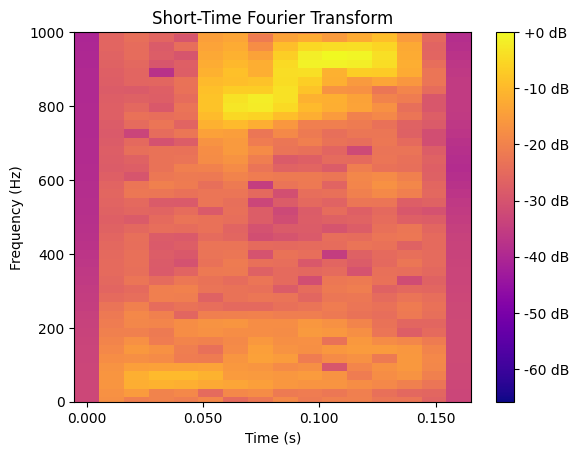 Short-Time Fourier Transform
1000
800
600
400
200
0
Frequency (Hz)
0.000
0.050
0.100
0.150
Time (s)
+0 dB
-10 dB
-20 dB
-30 dB
-40 dB
-50 dB
-60 dB